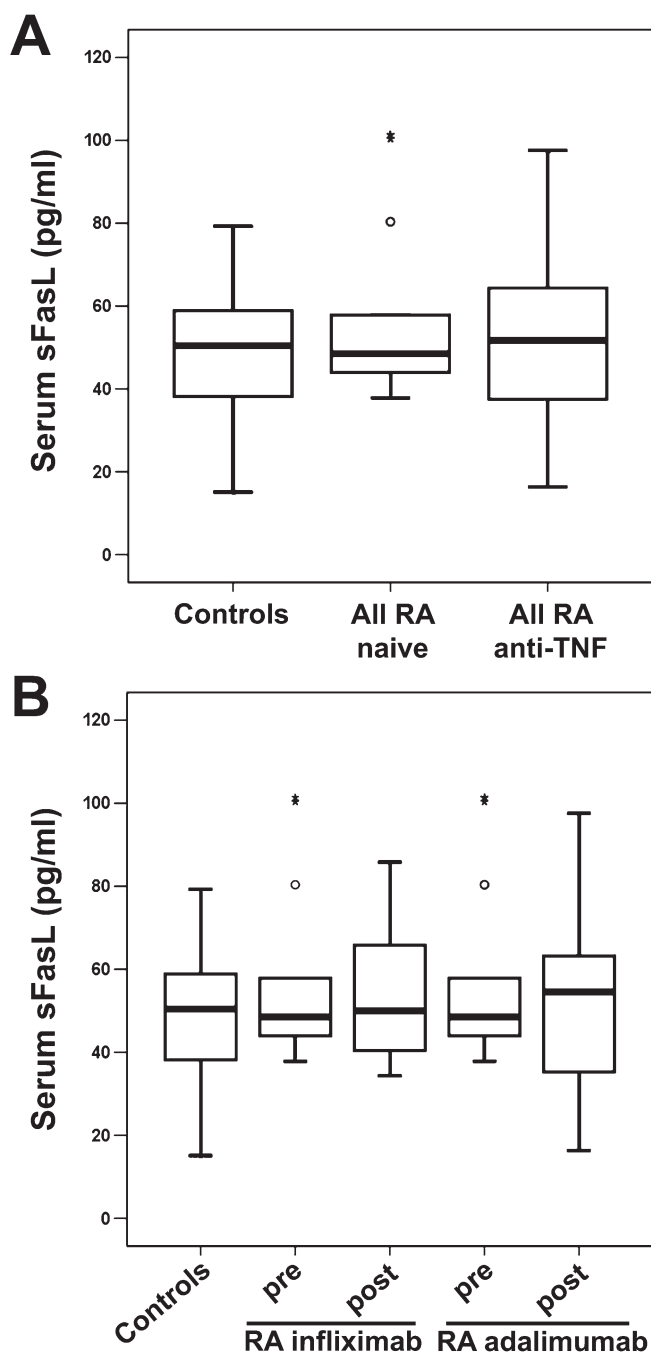 A
Serum sFasL (pg/ml)
120
100
80
60
40
20
0
Controls
All RA
naive
All RA
anti-TNF
B
Serum sFasL (pg/ml)
120
100
80
60
40
20
0
Controls
pre
post
pre
post
RA infliximab
RA adalimumab